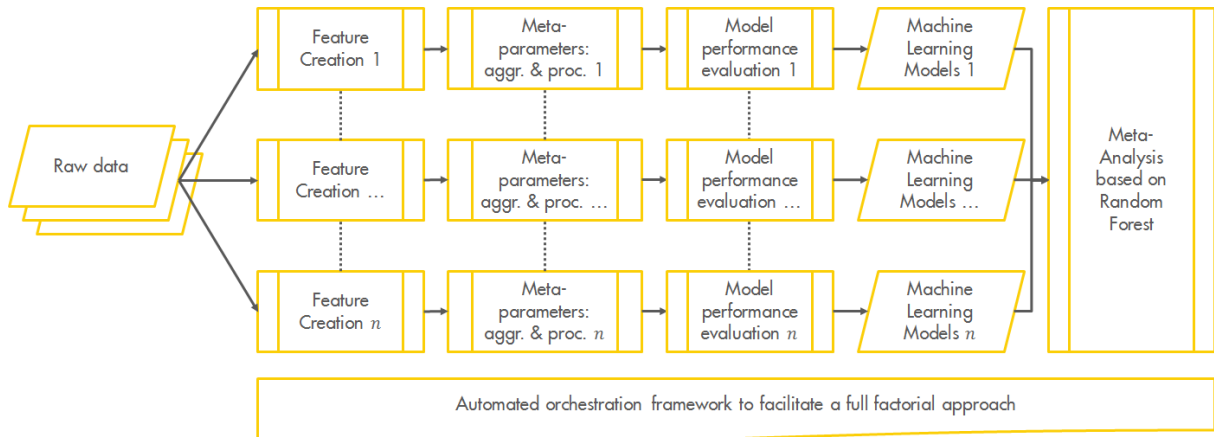 Raw data
Feature
Creation 1
Meta-
parameters:
aggr. & proc. 1
Model
performance
evaluation 1
Machine
Learning
Models 1
Feature
Creation ...
Meta-
parameters:
aggr. & proc. ...
Model
performance
evaluation ...
Machine
Learning
Models ...
Feature
Creation n
Meta-
parameters:
aggr. & proc. n
Model
performance
evaluation n
Machine
Learning
Models n
Meta-
Analysis
based on
Random
Forest
Automated orchestration framework to facilitate a full factorial approach